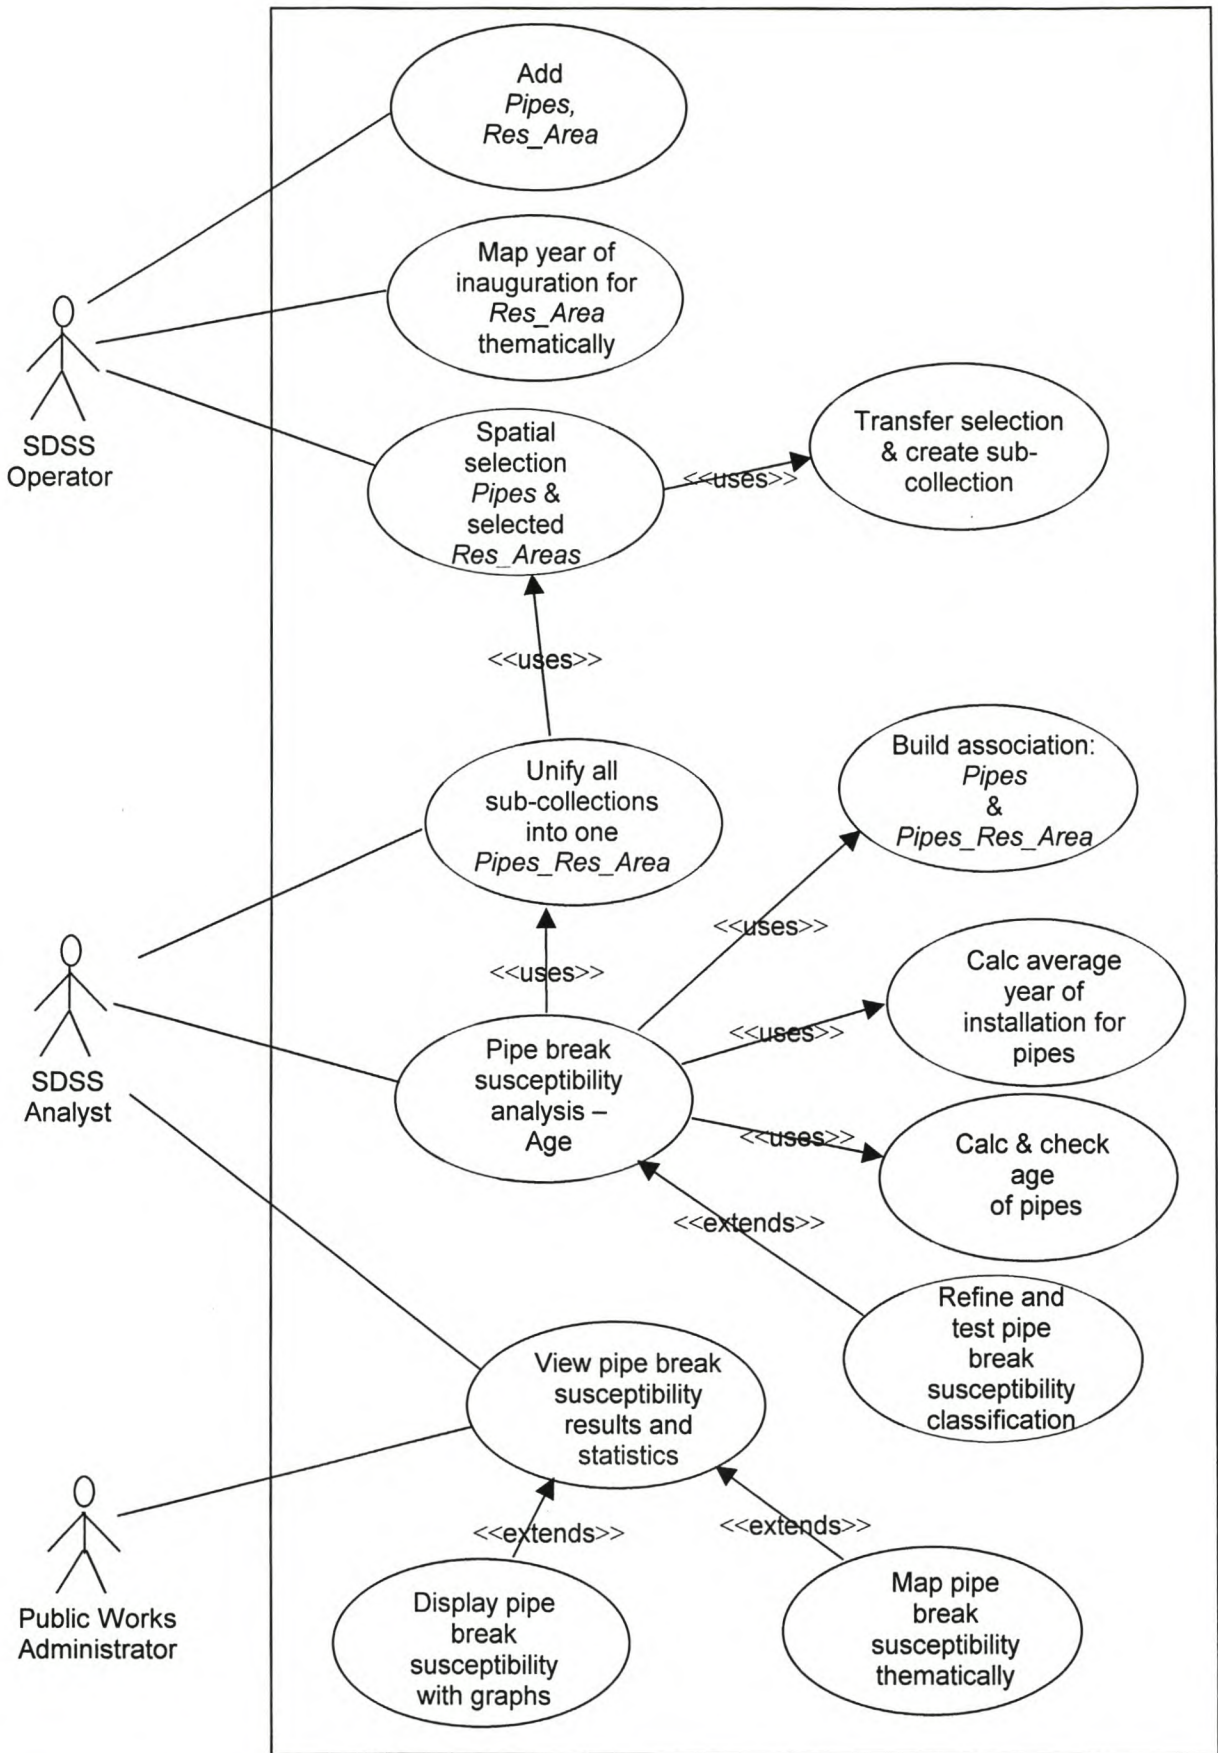 Add
Pipes,
Res_Area
Map year of
inauguration for
Res_Area
thematically
SDSS
Operator
Spatial
selection
Pipes &
selected
Res_Areas
<<uses>>
Transfer selection
& create sub-
collection
<<uses>>
Unify all
sub-collections
into one
Pipes_Res_Area
Build association:
Pipes
&
Pipes_Res_Area
<<uses>>
<<uses>>
SDSS
Analyst
Pipe break
susceptibility
analysis –
Age
<<uses>>
Calc average
year of
installation for
pipes
<<uses>>
Calc & check
age
of pipes
<<extends>>
Refine and
test pipe
break
susceptibility
classification
View pipe break
susceptibility
results and
statistics
Public Works
Administrator
<<extends>>
<<extends>>
Display pipe
break
susceptibility
with graphs
Map pipe
break
susceptibility
thematically